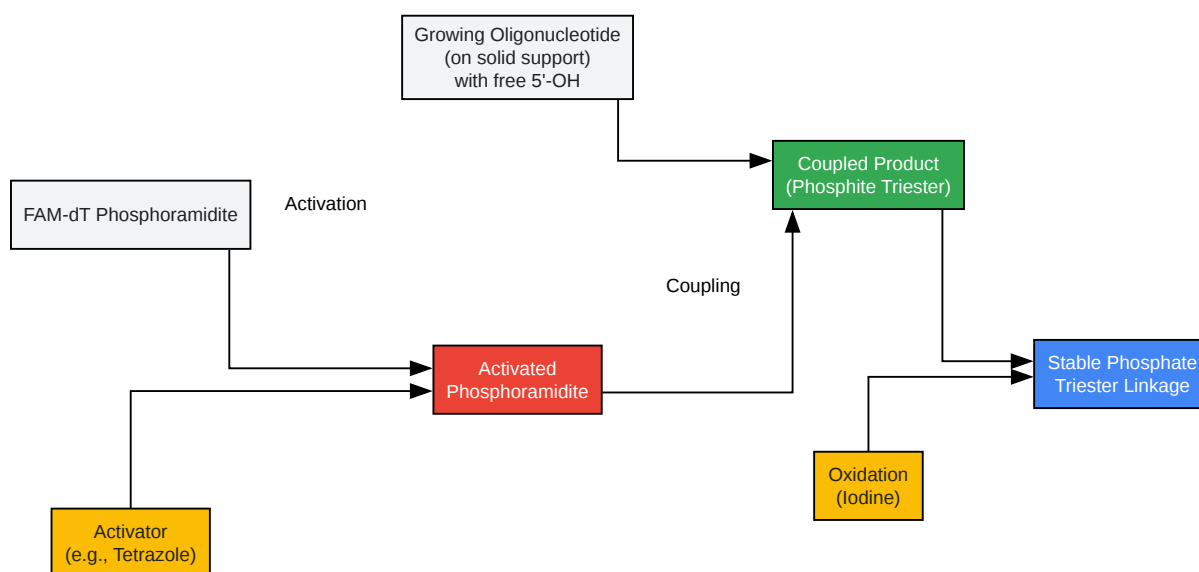 Growing Oligonucleotide
(on solid support)
with free 5'-OH
Coupled Product
(Phosphite Triester)
FAM-dT Phosphoramidite
Activation
Coupling
Activated
Phosphoramidite
Stable Phosphate
Triester Linkage
Oxidation
(Iodine)
Activator
(e.g., Tetrazole)